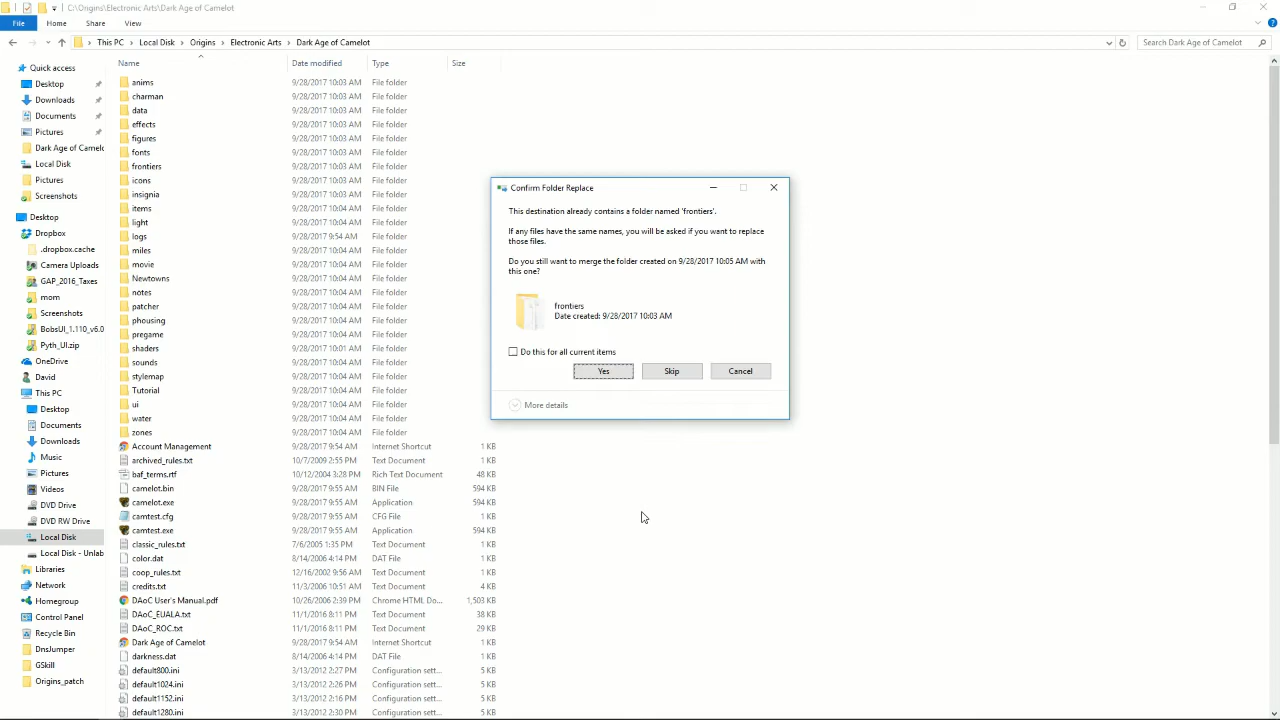 C:\Origins\Electronic Arts\Dark Age of Camelot
File Home Share View
This PC Local Disk Origins Electronic Arts Dark Age of Camelot
Search Dark Age of Camelot
Quick access
Desktop
Downloads
Documents
Pictures
Dark Age of Camelc
Local Disk
Pictures
Screenshots
Desktop
Dropbox
.dropbox.cache
Camera Uploads
GAP_2016_Taxes
mom
Screenshots
BobsUI_1.110_v6.0
Pyth_UI.zip
OneDrive
David
This PC
Desktop
Documents
Downloads
Music
Pictures
Videos
DVD Drive
DVD RW Drive
Local Disk
Local Disk - Unlab
Libraries
Network
Homegroup
Control Panel
Recycle Bin
DnsJumper
GSkill
Origins_patch
Name Date modified Type Size
anims 9/28/2017 10:03 AM File folder
charman 9/28/2017 10:03 AM File folder
data 9/28/2017 10:03 AM File folder
effects 9/28/2017 10:03 AM File folder
figures 9/28/2017 10:03 AM File folder
fonts 9/28/2017 10:03 AM File folder
frontiers 9/28/2017 10:03 AM File folder
icons 9/28/2017 10:03 AM File folder
insignia 9/28/2017 10:03 AM File folder
items 9/28/2017 10:04 AM File folder
light 9/28/2017 10:04 AM File folder
logs 9/28/2017 9:54 AM File folder
miles 9/28/2017 10:04 AM File folder
movie 9/28/2017 10:04 AM File folder
Newtowns 9/28/2017 10:04 AM File folder
notes 9/28/2017 10:04 AM File folder
patcher 9/28/2017 10:04 AM File folder
phousing 9/28/2017 10:04 AM File folder
pregame 9/28/2017 10:04 AM File folder
shaders 9/28/2017 10:01 AM File folder
sounds 9/28/2017 10:04 AM File folder
stylemap 9/28/2017 10:04 AM File folder
Tutorial 9/28/2017 10:04 AM File folder
ui 9/28/2017 10:04 AM File folder
water 9/28/2017 10:04 AM File folder
zones 9/28/2017 10:04 AM File folder
Account Management 9/28/2017 9:54 AM Internet Shortcut 1 KB
archived_rules.txt 10/7/2009 2:55 PM Text Document 1 KB
baf_terms.rtf 10/12/2004 3:28 PM Rich Text Document 48 KB
camelot.bin 9/28/2017 9:55 AM BIN File 594 KB
camelot.exe 9/28/2017 9:55 AM Application 594 KB
camtest.cfg 9/28/2017 9:55 AM CFG File 1 KB
camtest.exe 9/28/2017 9:55 AM Application 594 KB
classic_rules.txt 7/6/2005 1:35 PM Text Document 1 KB
color.dat 8/14/2006 4:14 PM DAT File 1 KB
coop_rules.txt 12/16/2002 9:56 AM Text Document 1 KB
credits.txt 12/11/2006 10:51 AM Text Document 4 KB
DAoC User's Manual.pdf 10/26/2006 2:39 PM Chrome HTML Do... 1,503 KB
DAoC_EUALA.txt 11/1/2016 8:11 PM Text Document 38 KB
DAoC_ROC.txt 11/1/2016 8:11 PM Text Document 29 KB
Dark Age of Camelot 9/28/2017 9:54 AM Internet Shortcut 1 KB
darkness.dat 8/14/2006 4:14 PM DAT File 1 KB
default800.ini 3/13/2012 2:27 PM Configuration sett... 5 KB
default1024.ini 3/13/2012 2:26 PM Configuration sett... 5 KB
default1152.ini 3/13/2012 2:16 PM Configuration sett... 5 KB
default1280.ini 3/13/2012 2:30 PM Configuration sett... 5 KB
Confirm Folder Replace
This destination already contains a folder named 'frontiers'.
If any files have the same names, you will be asked if you want to replace
those files.
Do you still want to merge the folder created on 9/28/2017 10:05 AM with
this one?
frontiers
Date created: 9/28/2017 10:03 AM
Do this for all current items
Yes Skip Cancel
More details